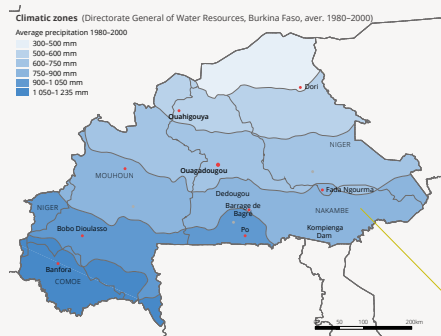 Climatic zones (Directorate General of Water Resources, Burkina Faso, aver. 1980–2000)
Average precipitation 1980–2000
300–500 mm
500–600 mm
600–750 mm
750–900 mm
900–1 050 mm
1 050–1 235 mm
Dori
Ouahigouya
NIGER
Ouagadougou
MOUHOUN
Fada Ngourma
Dedougou
NIGER
Barrage de
Bagre
NAKAMBE
Bobo Dioulasso
Po
Kompienga
Dam
Banfora
COMOE
50 100 200km